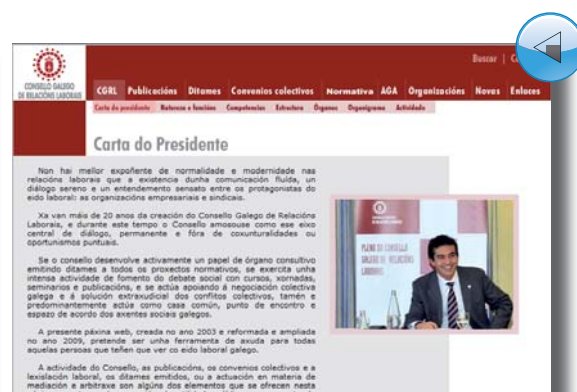 Buscar |
CONSELLO GALEGO
DE RELACIÓNS LABORAIS
CGRL Publicacións Ditames Convenios colectivos Normativa AGA Organizacións Novas Enlaces
Carta do presidente Natureza e funcións Competencias Estrutura Órganos Organigrama Actividade
Carta do Presidente
Non hai mellor expoñente de normalidade e modernidade nas
relacións laborais que a existencia dunha comunicación fluída, un
diálogo sereno e un entendemento sensato entre os protagonistas do
eido laboral: as organizacións empresariais e sindicais.
Xa van máis de 20 anos da creación do Consello Galego de Relacións
Laborais, e durante este tempo o Consello amosouse como ese eixo
central de diálogo, permanente e fóra de coxunturalidades ou
oportunismos puntuais.
Se o consello desenvolve activamente un papel de órgano consultivo
emitindo ditames a todos os proxectos normativos, se exercita unha
intensa actividade de fomento do debate social con cursos, xornadas,
seminarios e publicacións, e se actúa apoiando á negociación colectiva
galega e á solución extraxudicial dos conflitos colectivos, tamén e
predominantemente actúa como casa común, punto de encontro e
espazo de acordo dos axentes sociais galegos.
A presente páxina web, creada no ano 2003 e reformada e ampliada
no ano 2009, pretende ser unha ferramenta de axuda para todas
aquelas persoas que teñen que ver co eido laboral galego.
A actividade do Consello, as publicacións, os convenios colectivos e a
lexislación laboral, os ditames emitidos, ou a actuación en materia de
mediación e arbitraxe son algúns dos elementos que se ofrecen nesta
PLENO DO CONSELLO
GALEGO DE RELACIÓNS
LABORAIS